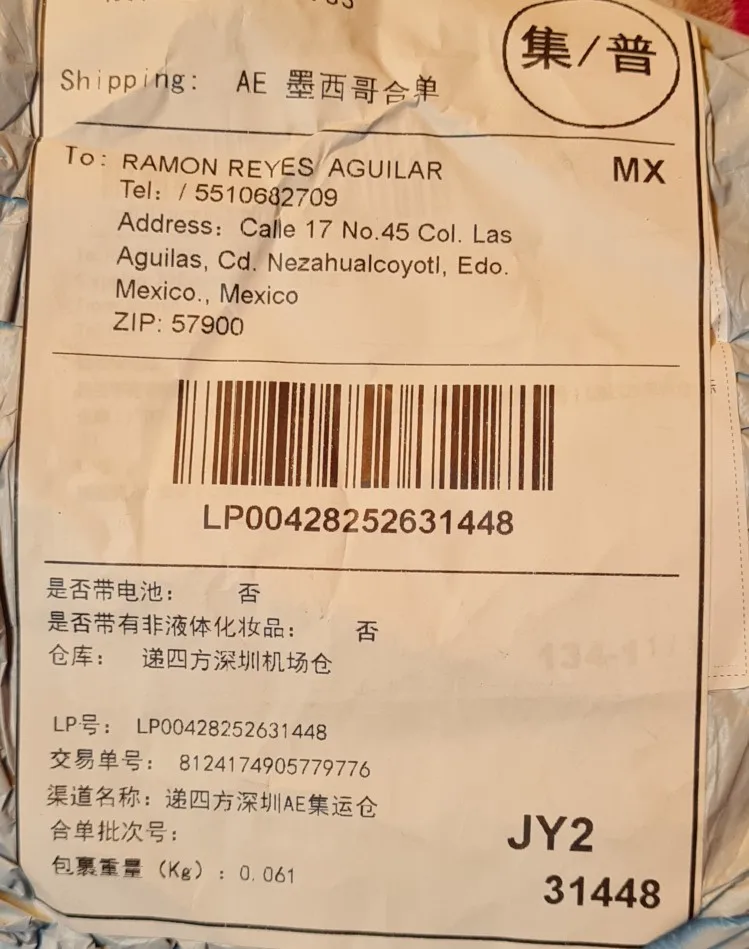 集/普
Shipping: AE 墨西哥合单
To: RAMON REYES AGUILAR MX
Tel: / 5510682709
Address: Calle 17 No.45 Col. Las
Aguilas, Cd. Nezahualcoyotl, Edo.
Mexico., Mexico
ZIP: 57900
LP00428252631448
是否带电池： 否
是否带有非液体化妆品： 否
仓库： 递四方深圳机场仓
LP号： LP00428252631448
交易单号： 8124174905779776
渠道名称：递四方深圳AE集运仓
合单批次号：
JY2
包裹重量（Kg）：0.061
31448